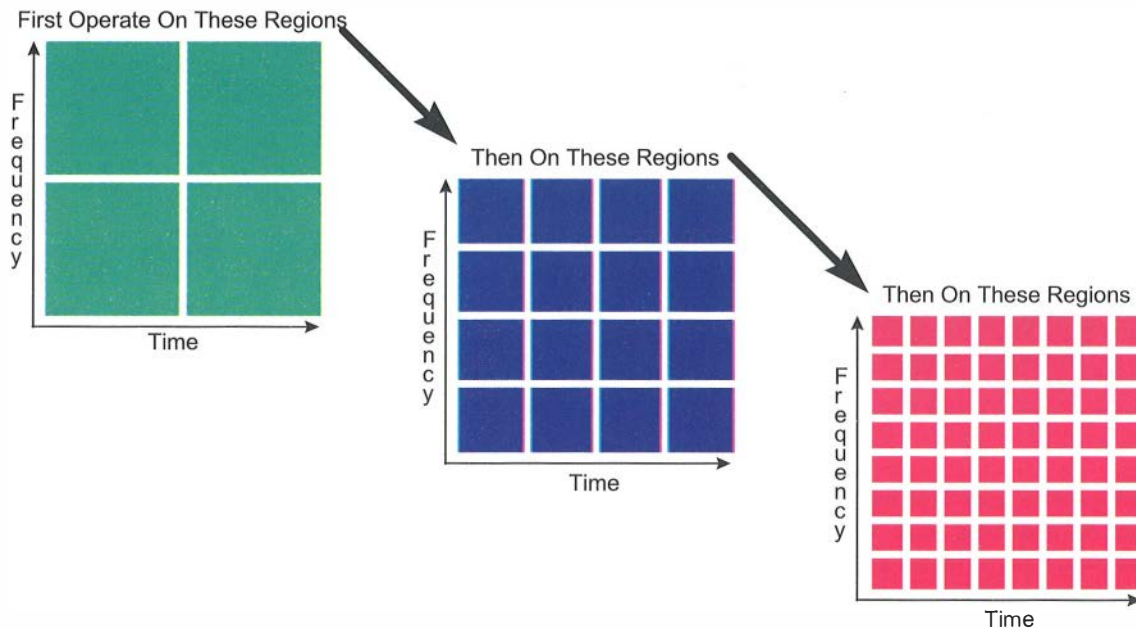 First Operate On These Regions
Frequency
Time
Then On These Regions
Frequency
Time
Then On These Regions
Frequency
Time